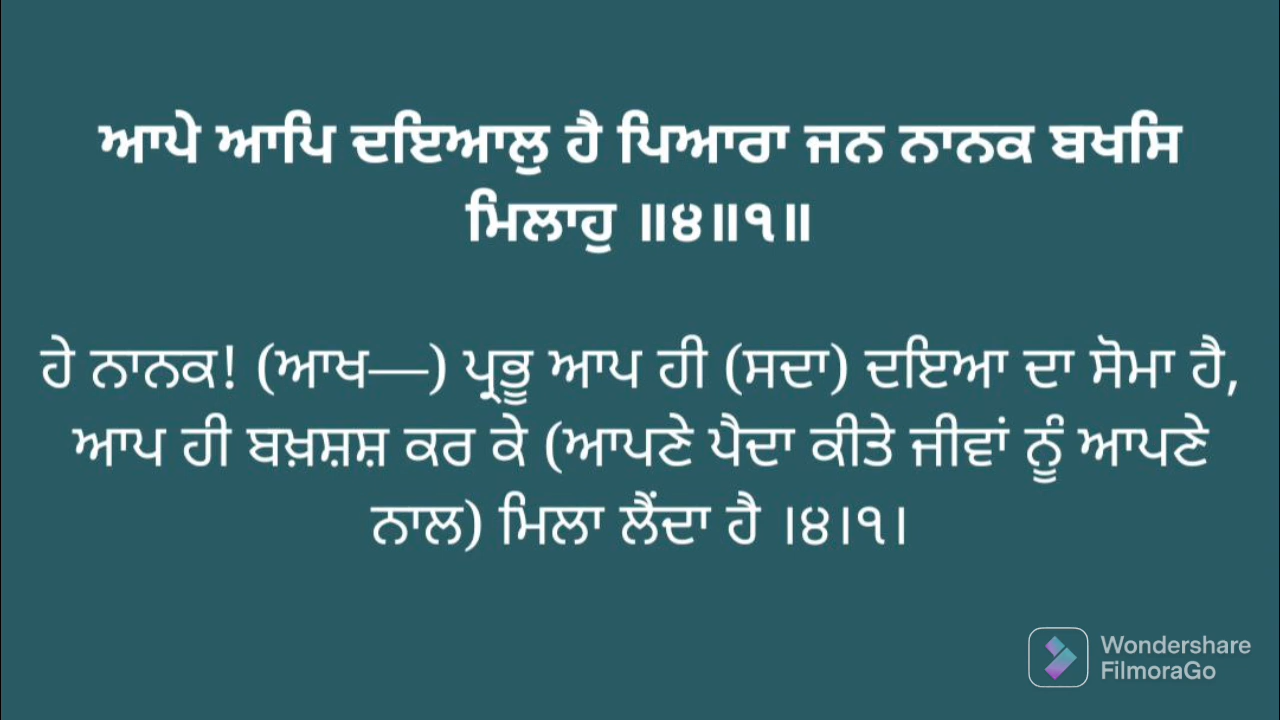 ਆਪੇ ਆਪਿ ਦਇਆਲੁ ਹੈ ਪਿਆਰਾ ਜਨ ਨਾਨਕ ਬਖਸਿ
ਮਿਲਾਹੁ ॥੪॥੧॥
ਹੇ ਨਾਨਕ! (ਆਖ—) ਪ੍ਰਭੂ ਆਪ ਹੀ (ਸਦਾ) ਦਇਆ ਦਾ ਸੋਮਾ ਹੈ,
ਆਪ ਹੀ ਬਖ਼ਸ਼ਸ਼ ਕਰ ਕੇ (ਆਪਣੇ ਪੈਦਾ ਕੀਤੇ ਜੀਵਾਂ ਨੂੰ ਆਪਣੇ
ਨਾਲ) ਮਿਲਾ ਲੈਂਦਾ ਹੈ ।੪।੧।
Wondershare
FilmoraGo